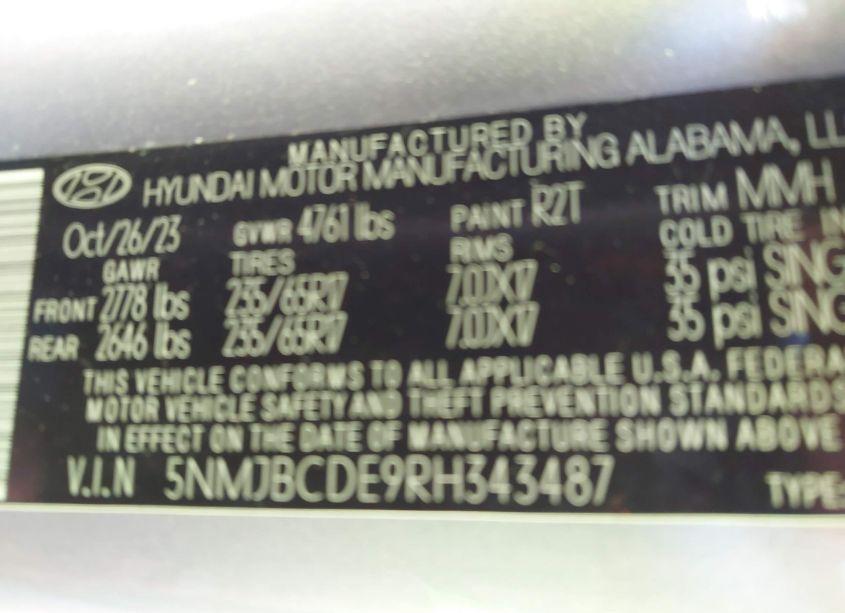 MANUFACTURED BY
HYUNDAI MOTOR MANUFACTURING ALABAMA, LL
Oct/26/23 GVWR 4761 lbs PAINT R2T TRIM MMH
GAWR TIRES RIMS COLD TIRE IN
FRONT 2778 lbs 235/65R17 7.0JX17 35 psi SING
REAR 2646 lbs 235/65R17 7.0JX17 35 psi SING
THIS VEHICLE CONFORMS TO ALL APPLICABLE U.S.A. FEDERA
MOTOR VEHICLE SAFETY AND THEFT PREVENTION STANDARDS
IN EFFECT ON THE DATE OF MANUFACTURE SHOWN ABOVE
V.I.N 5NMJBCDE9RH343487 TYPE: